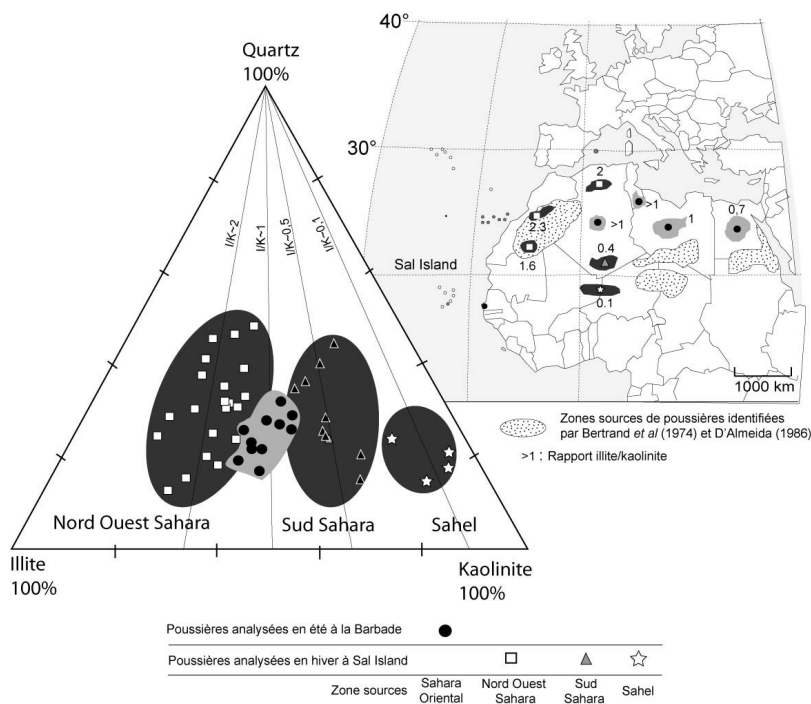 Quartz
100%
I/K~2
I/K~1
I/K~0,5
I/K~0,1
Nord Ouest Sahara
Sud Sahara
Sahel
Illite
100%
Kaolinite
100%
40°
30°
2
>1
2.3
>1
1
0,7
Sal Island
1.6
0.4
0.1
1000 km
Zones sources de poussières identifiées
par Bertrand et al (1974) et D'Almeida (1986)
>1 : Rapport illite/kaolinite
Poussières analysées en été à la Barbade
Poussières analysées en hiver à Sal Island
Zone sources
Sahara
Oriental
Nord Ouest
Sahara
Sud
Sahara
Sahel